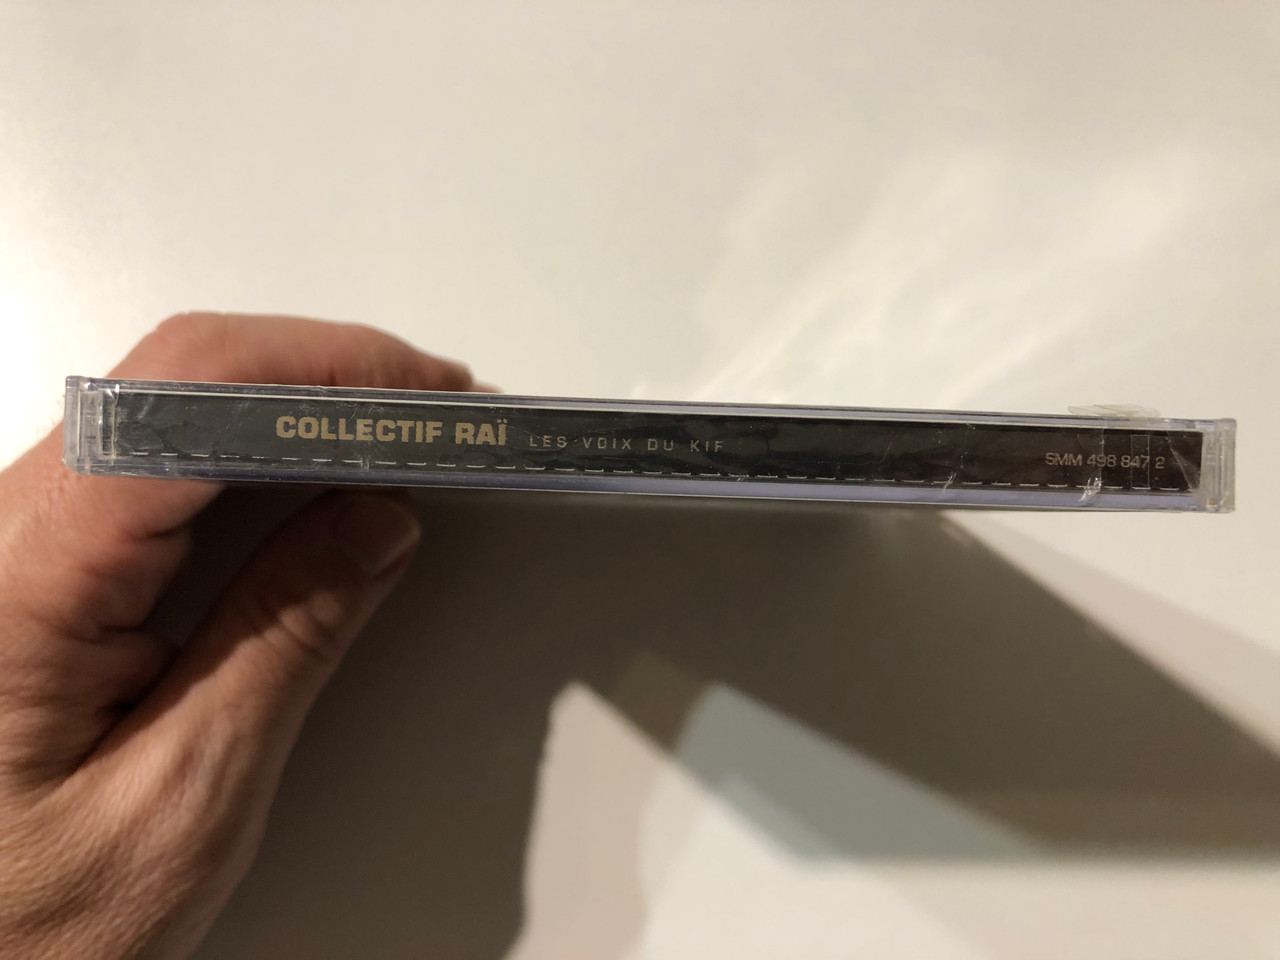 COLLECTIF RAÏ LES VOIX DU KIF SMM 498 847 2